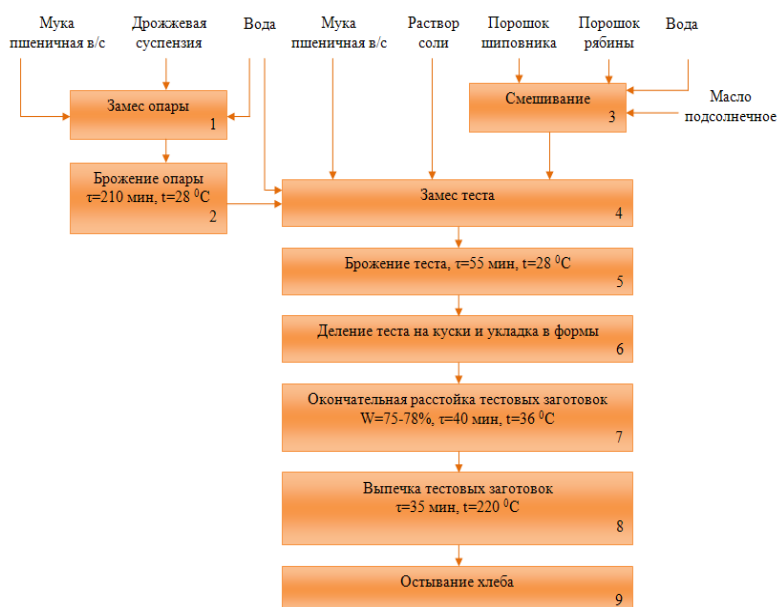 Мука
пшеничная в/с
Дрожжевая
суспензия
Вода
Мука
пшеничная в/с
Раствор
соли
Порошок
шиповника
Порошок
рябины
Вода
Масло
подсолнечное
Замес опары
1
Смешивание
3
Брожение опары
τ=210 мин, t=28 ⁰С
2
Замес теста
4
Брожение теста, τ=55 мин, t=28 ⁰С
5
Деление теста на куски и укладка в формы
6
Окончательная расстойка тестовых заготовок
W=75-78%, τ=40 мин, t=36 ⁰С
7
Выпечка тестовых заготовок
τ=35 мин, t=220 ⁰С
8
Остывание хлеба
9